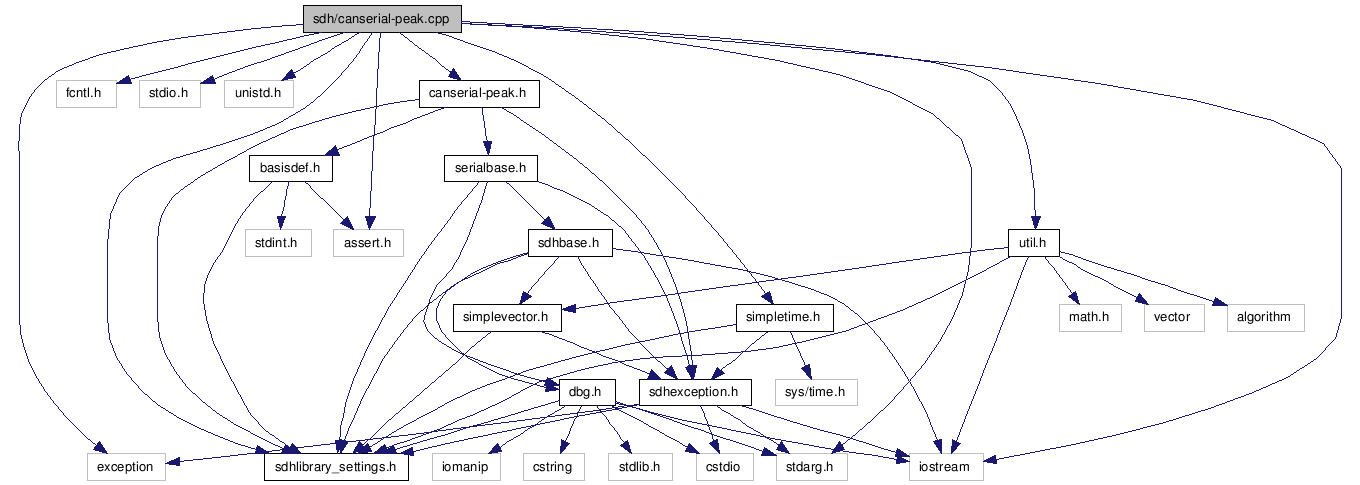 sdh/canserial-peak.cpp
fcntl.h
stdio.h
unistd.h
canserial-peak.h
basisdef.h
serialbase.h
stdint.h
assert.h
sdhbase.h
util.h
simplevector.h
simpletime.h
math.h
vector
algorithm
dbg.h
sdhexception.h
sys/time.h
exception
sdhlibrary_settings.h
iomanip
cstring
stdlib.h
cstdio
stdarg.h
iostream